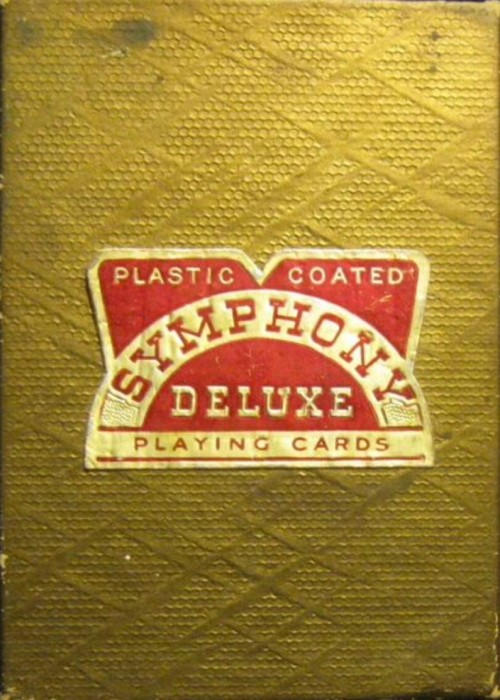 PLASTIC COATED
SYMPHONY
DELUXE
PLAYING CARDS